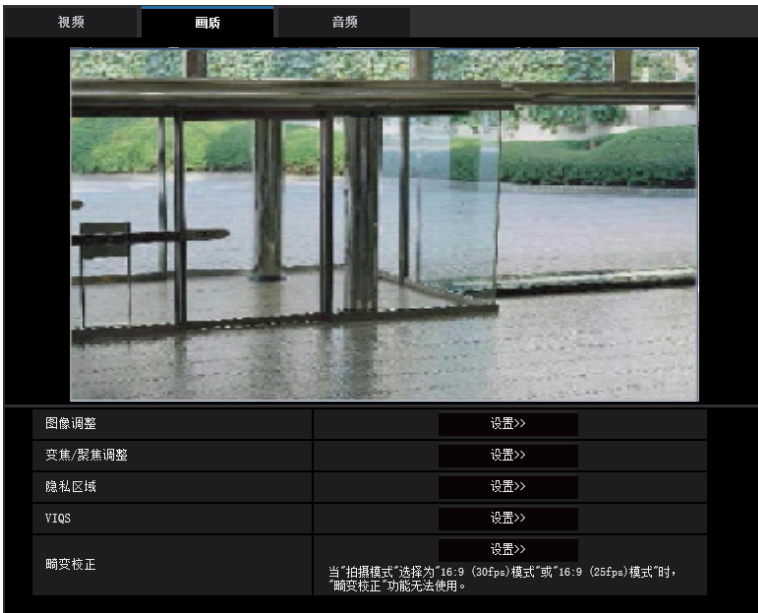 视频 画质 音频
图像调整 设置>>
变焦/聚焦调整 设置>>
隐私区域 设置>>
VIQS 设置>>
畸变校正 设置>>
当"拍摄模式"选择为"16:9 (30fps)模式"或"16:9 (25fps)模式"时，
"畸变校正"功能无法使用。